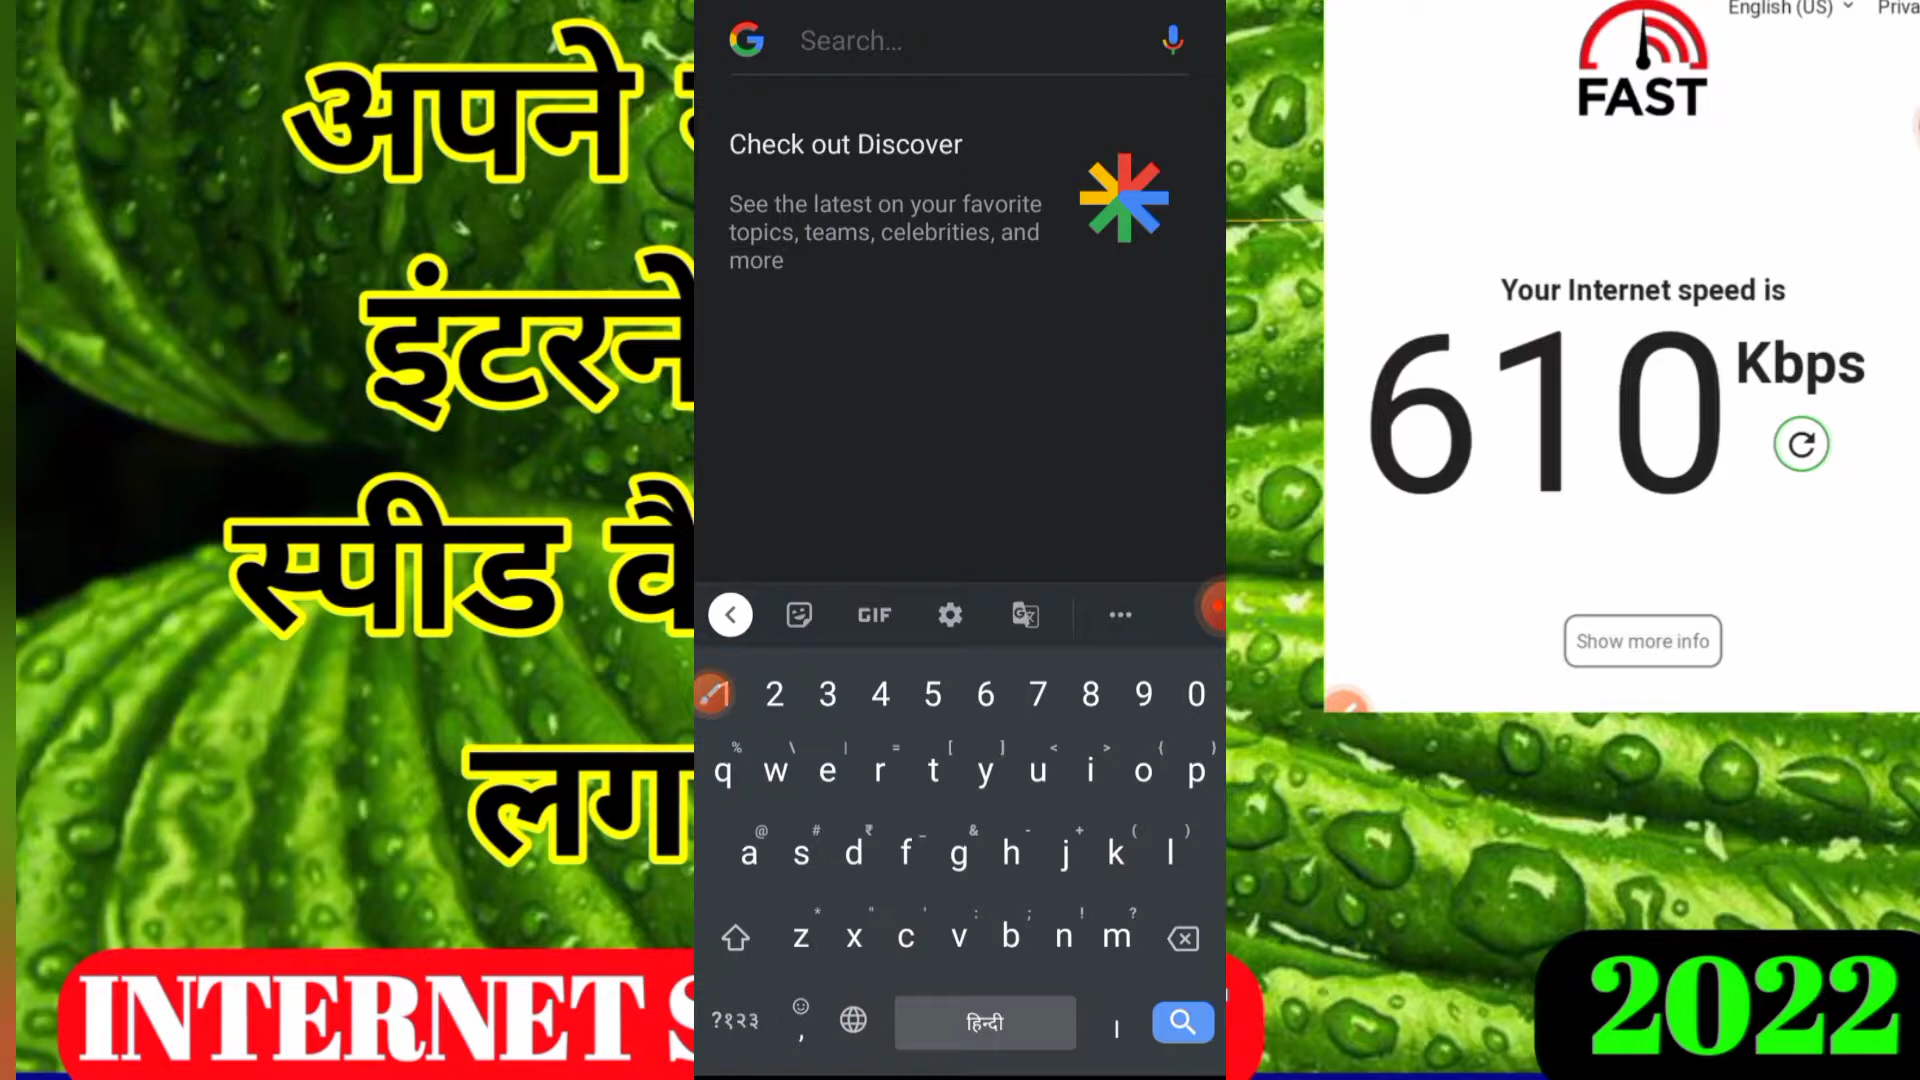 अपने
इंटरने
स्पीड कै
लग
INTERNET S
Search...
Check out Discover
See the latest on your favorite
topics, teams, celebrities, and
more
GIF
1 2 3 4 5 6 7 8 9 0
% \ | = [ ] < > { }
q w e r t y u i o p
@ # ₹ _ & - + ( )
a s d f g h j k l
* " ' : ; ! ?
z x c v b n m
?१२३ , हिन्दी |
English (US) Priva
FAST
Your Internet speed is
610 Kbps
Show more info
2022